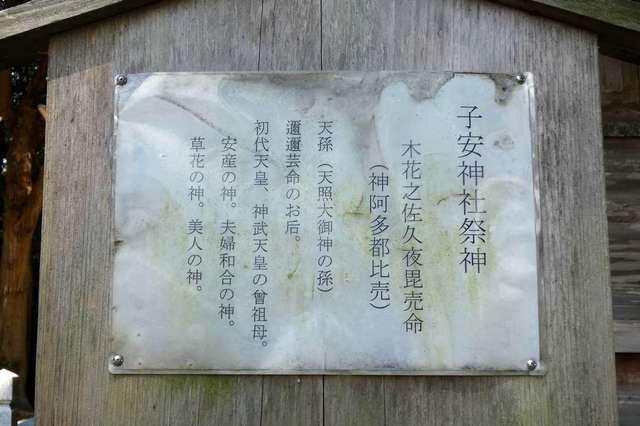 子安神社祭神
木花之佐久夜毘売命
（神阿多都比売）
天孫（天照大御神の孫）
邇邇芸命のお后。
初代天皇、神武天皇の曾祖母。
安産の神。夫婦和合の神。
草花の神。美人の神。